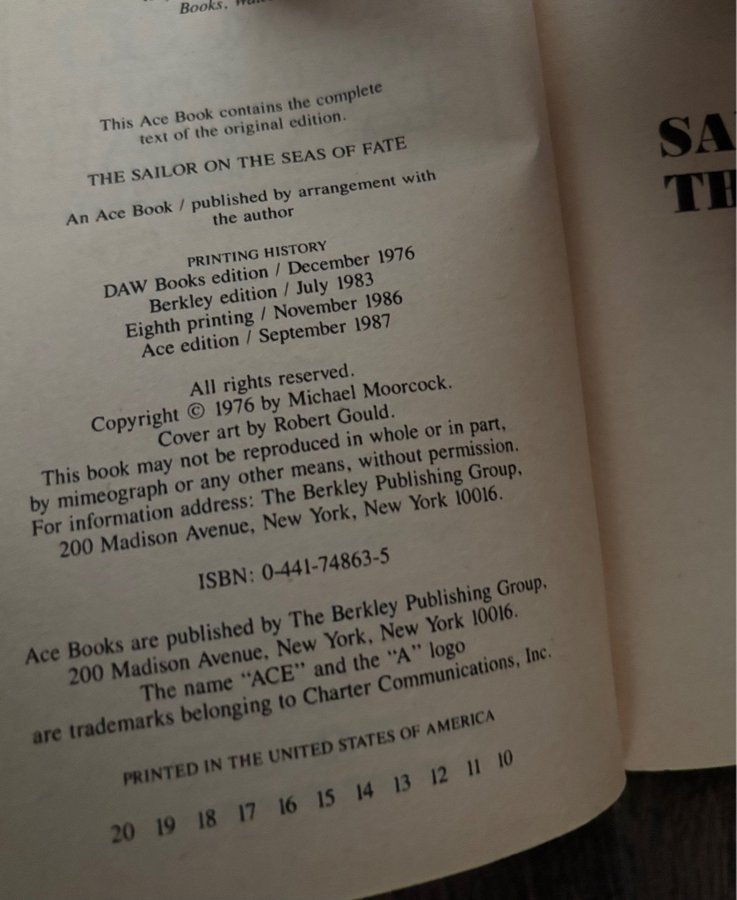 Books,
This Ace Book contains the complete
text of the original edition.
THE SAILOR ON THE SEAS OF FATE
An Ace Book / published by arrangement with
the author
PRINTING HISTORY
DAW Books edition / December 1976
Berkley edition / July 1983
Eighth printing / November 1986
Ace edition / September 1987
All rights reserved.
Copyright © 1976 by Michael Moorcock.
Cover art by Robert Gould.
This book may not be reproduced in whole or in part,
by mimeograph or any other means, without permission.
For information address: The Berkley Publishing Group,
200 Madison Avenue, New York, New York 10016.
ISBN: 0-441-74863-5
Ace Books are published by The Berkley Publishing Group,
200 Madison Avenue, New York, New York 10016.
The name "ACE" and the "A" logo
are trademarks belonging to Charter Communications, Inc.
PRINTED IN THE UNITED STATES OF AMERICA
20 19 18 17 16 15 14 13 12 11 10
SA
TH